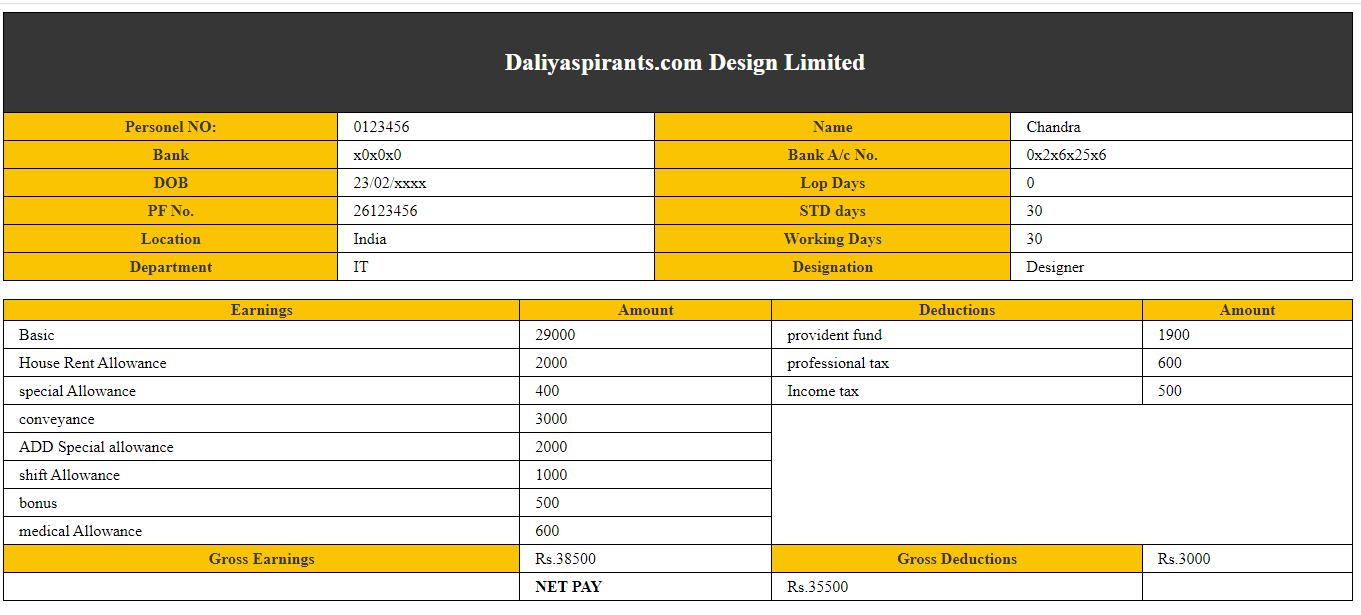 Daliyaspirants.com Design Limited
Personel NO: 0123456 Name Chandra
Bank x0x0x0 Bank A/c No. 0x2x6x25x6
DOB 23/02/xxxx Lop Days 0
PF No. 26123456 STD days 30
Location India Working Days 30
Department IT Designation Designer
Earnings Amount Deductions Amount
Basic 29000 provident fund 1900
House Rent Allowance 2000 professional tax 600
special Allowance 400 Income tax 500
conveyance 3000
ADD Special allowance 2000
shift Allowance 1000
bonus 500
medical Allowance 600
Gross Earnings Rs.38500 Gross Deductions Rs.3000
NET PAY Rs.35500